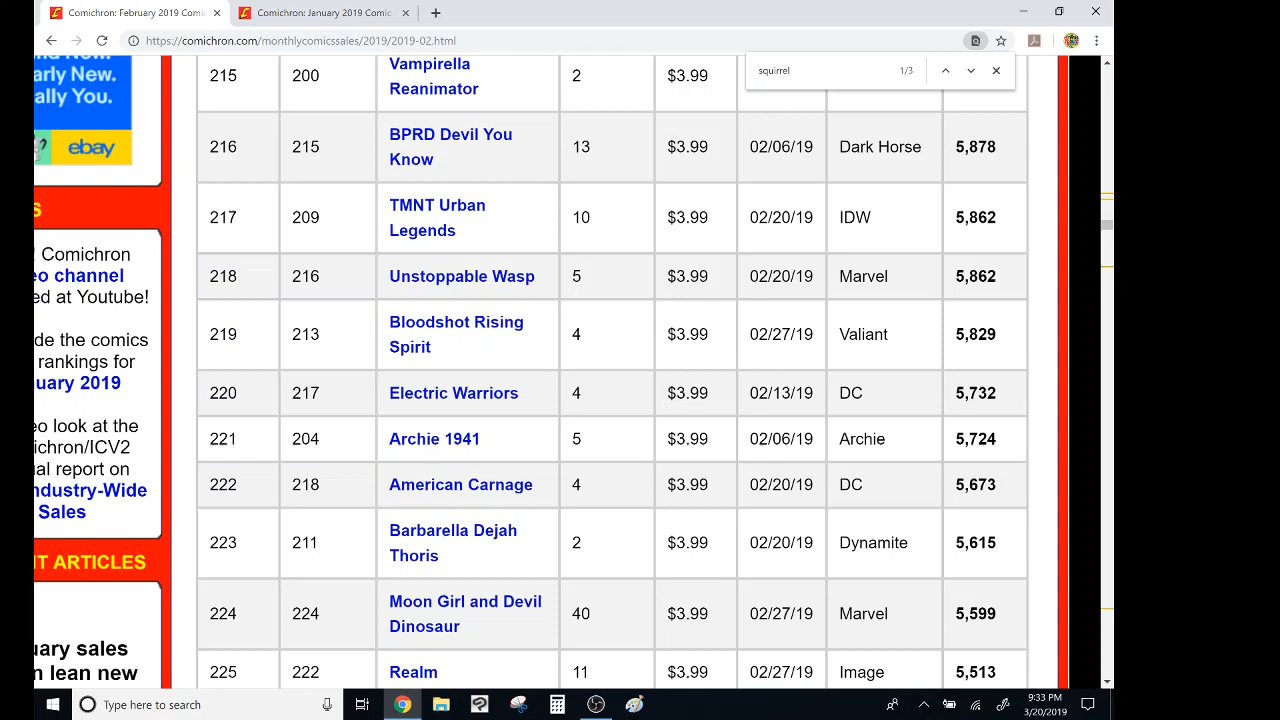 Comichron: February 2019 Comi
Comichron: January 2019 Comic
https://comichron.com/monthlycomicssales/2019/2019-02.html
squirrel 1/3
arly New.
ally You.
ebay
S
! Comichron
eo channel
ed at Youtube!
de the comics
rankings for
uary 2019
eo look at the
ichron/ICV2
ual report on
ndustry-Wide
Sales
T ARTICLES
uary sales
n lean new
215 200 Vampirella 2 $3.99
Reanimator
216 215 BPRD Devil You 13 $3.99 02/06/19 Dark Horse 5,878
Know
217 209 TMNT Urban 10 $3.99 02/20/19 IDW 5,862
Legends
218 216 Unstoppable Wasp 5 $3.99 02/20/19 Marvel 5,862
219 213 Bloodshot Rising 4 $3.99 02/27/19 Valiant 5,829
Spirit
220 217 Electric Warriors 4 $3.99 02/13/19 DC 5,732
221 204 Archie 1941 5 $3.99 02/06/19 Archie 5,724
222 218 American Carnage 4 $3.99 02/20/19 DC 5,673
223 211 Barbarella Dejah 2 $3.99 02/20/19 Dynamite 5,615
Thoris
224 224 Moon Girl and Devil 40 $3.99 02/27/19 Marvel 5,599
Dinosaur
225 222 Realm 11 $3.99 02/27/19 Image 5,513
Type here to search
9:33 PM
3/20/2019